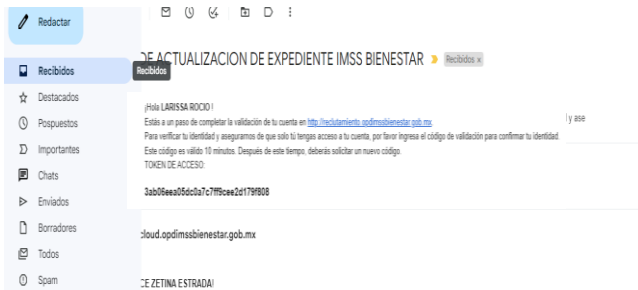 Redactar
DE ACTUALIZACION DE EXPEDIENTE IMSS BIENESTAR Recibidos x
Recibidos
Recibidos
Destacados
Pospuestos
Importantes
Chats
Enviados
Borradores
Todos
Spam
¡Hola LARISSA ROCIO !
Estás a un paso de completar la validación de tu cuenta en http://reclutamiento.opdimssbienestar.gob.mx.
Para verificar tu identidad y asegurarnos de que solo tú tengas acceso a tu cuenta, por favor ingresa el código de validación para confirmar tu identidad
Este código es válido 10 minutos. Después de este tiempo, deberás solicitar un nuevo código.
TOKEN DE ACCESO:
3ab06eea05dc0a7c7ff9cee2d179f808
y ase
cloud.opdimssbienestar.gob.mx
CE ZETINA ESTRADA!